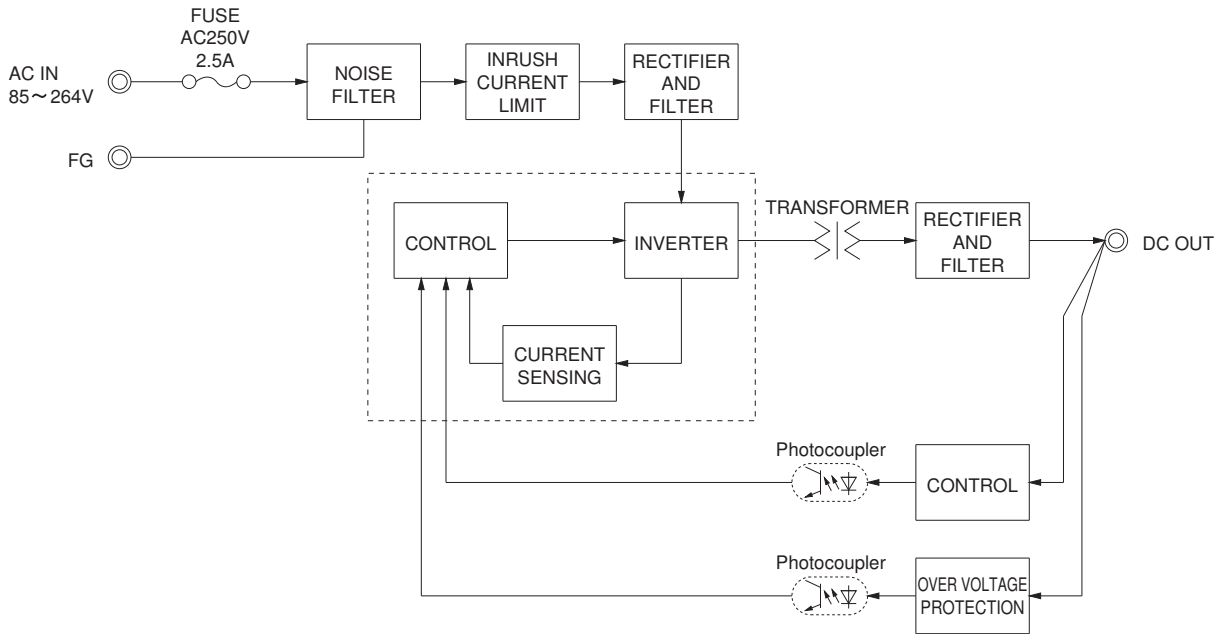 FUSE
AC250V
2.5A
AC IN
85～264V
FG
NOISE
FILTER
INRUSH
CURRENT
LIMIT
RECTIFIER
AND
FILTER
CONTROL
INVERTER
TRANSFORMER
RECTIFIER
AND
FILTER
DC OUT
CURRENT
SENSING
Photocoupler
CONTROL
Photocoupler
OVER VOLTAGE
PROTECTION